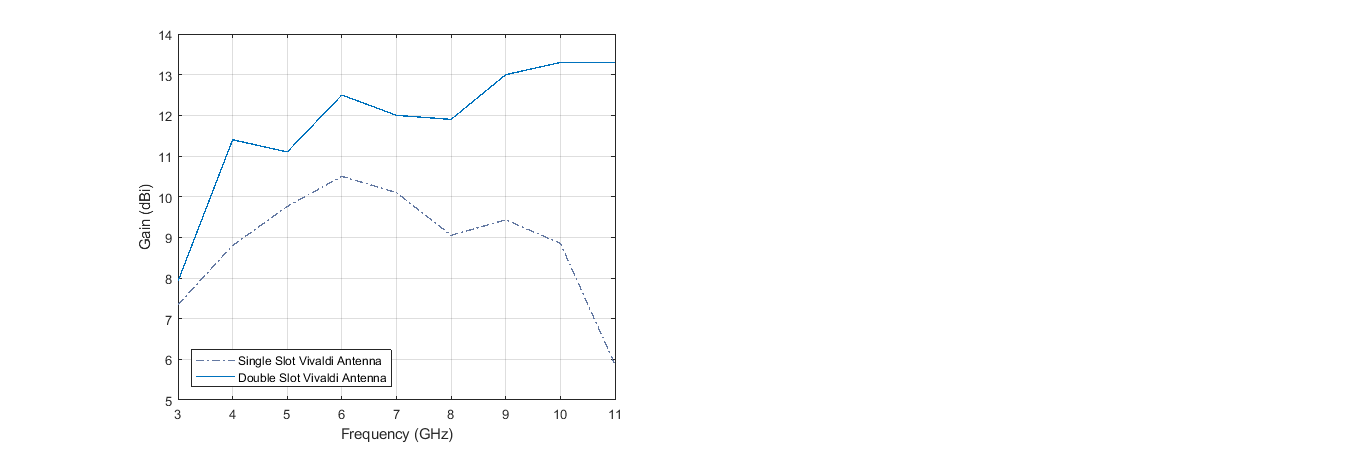 14
13
12
11
10
9
8
7
6
5
Gain (dBi)
Single Slot Vivaldi Antenna
Double Slot Vivaldi Antenna
3 4 5 6 7 8 9 10 11
Frequency (GHz)